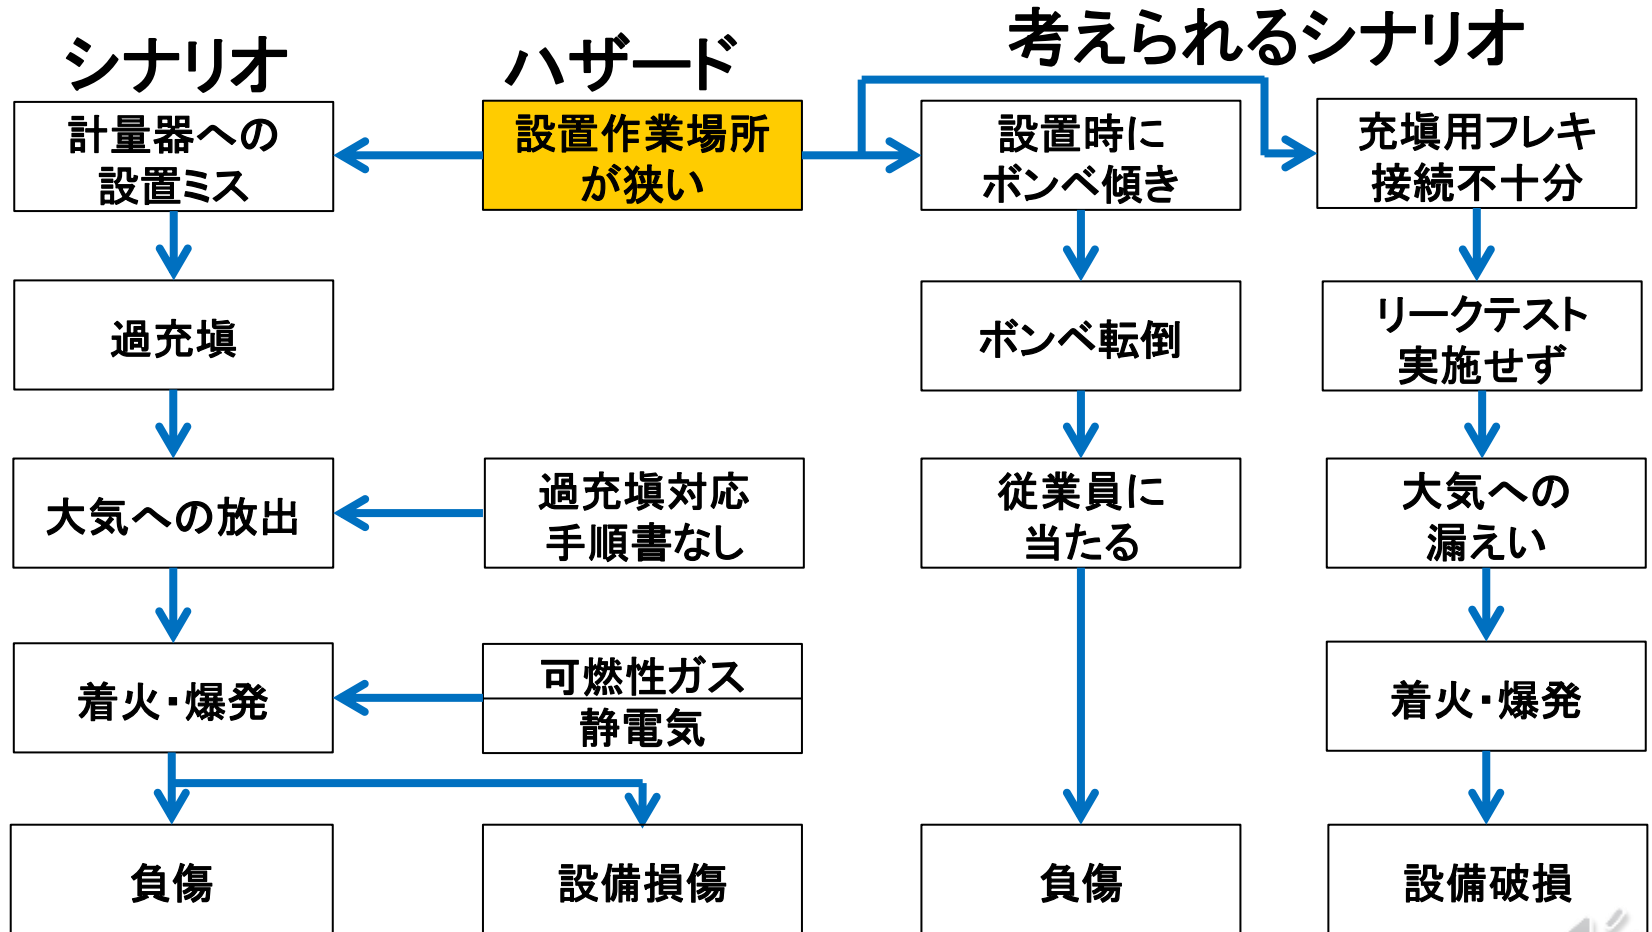 シナリオ
ハザード
考えられるシナリオ
計量器への
設置ミス
設置作業場所
が狭い
設置時に
ボンベ傾き
充塡用フレキ
接続不十分
過充塡
ボンベ転倒
リークテスト
実施せず
大気への放出
過充塡対応
手順書なし
従業員に
当たる
大気への
漏えい
着火・爆発
可燃性ガス
静電気
着火・爆発
負傷
設備損傷
負傷
設備破損